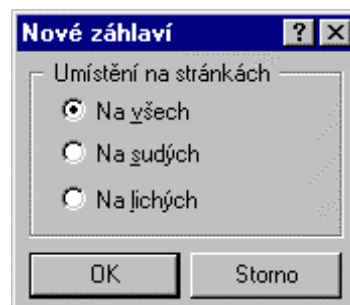 Nové záhlaví
Umístění na stránkách
Na všech
Na sudých
Na lichých
OK Storno